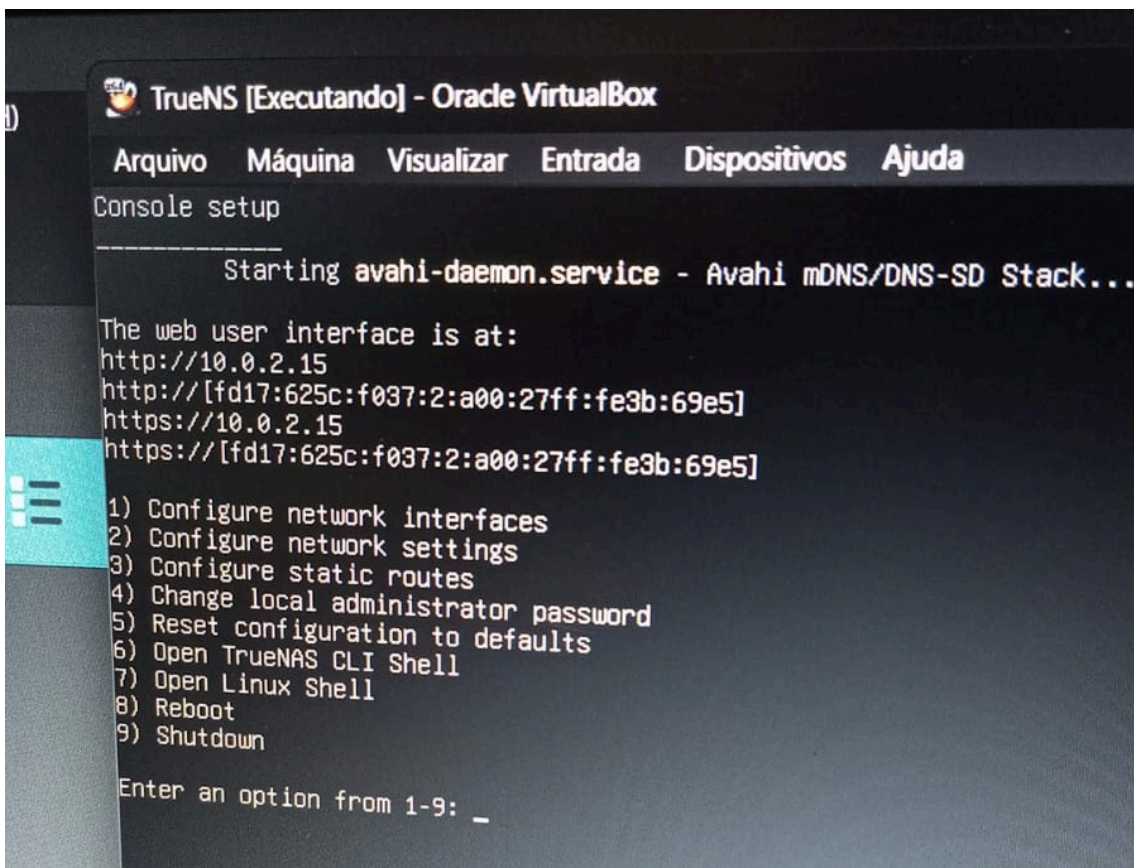 TrueNS [Executando] - Oracle VirtualBox
Arquivo Máquina Visualizar Entrada Dispositivos Ajuda
Console setup
_____________
Starting avahi-daemon.service - Avahi mDNS/DNS-SD Stack...
The web user interface is at:
http://10.0.2.15
http://[fd17:625c:f037:2:a00:27ff:fe3b:69e5]
https://10.0.2.15
https://[fd17:625c:f037:2:a00:27ff:fe3b:69e5]
1) Configure network interfaces
2) Configure network settings
3) Configure static routes
4) Change local administrator password
5) Reset configuration to defaults
6) Open TrueNAS CLI Shell
7) Open Linux Shell
8) Reboot
9) Shutdown
Enter an option from 1-9: _